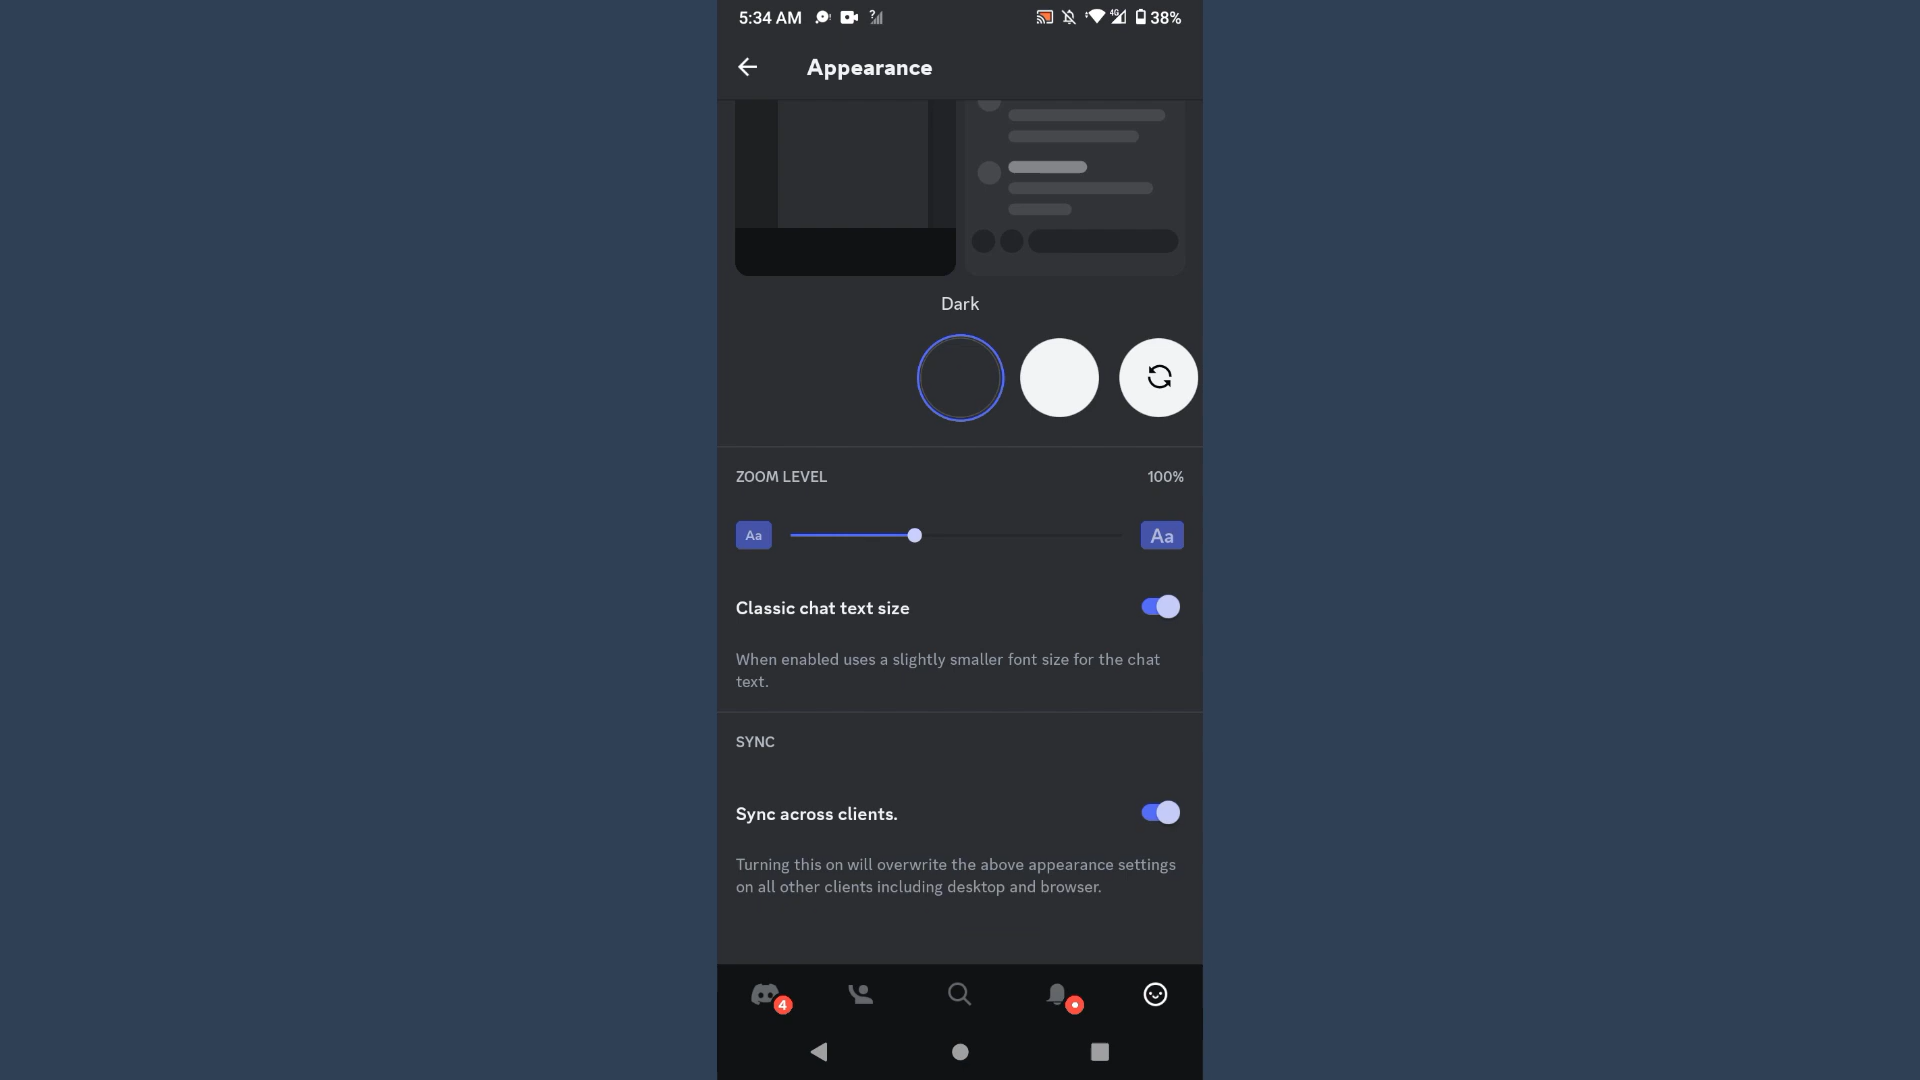 5:34 AM
?
4G
38%
Appearance
Dark
ZOOM LEVEL
100%
Aa
Aa
Classic chat text size
When enabled uses a slightly smaller font size for the chat
text.
SYNC
Sync across clients.
Turning this on will overwrite the above appearance settings
on all other clients including desktop and browser.
4